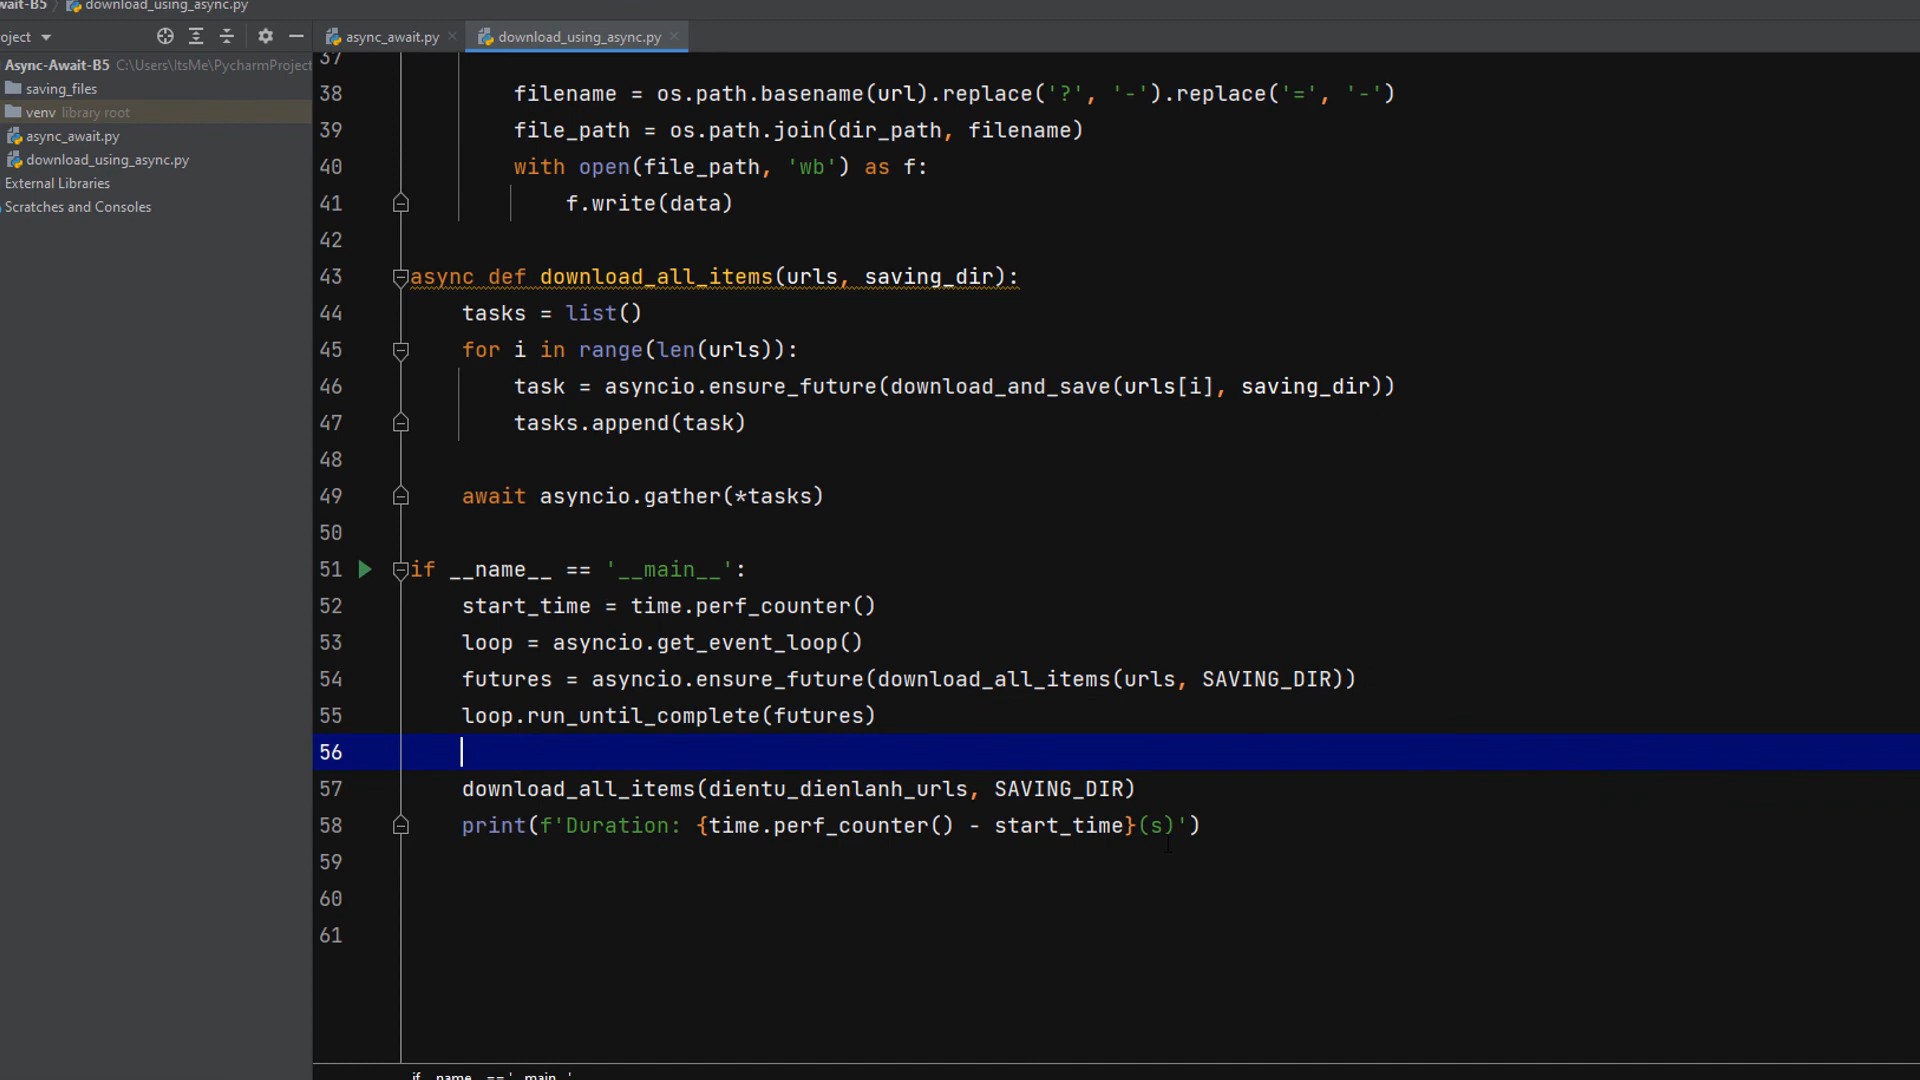 wait-B5 〉 download_using_async.py
oject
async_await.py
download_using_async.py
Async-Await-B5 C:\Users\ItsMe\PycharmProject
saving_files
venv library root
async_await.py
download_using_async.py
External Libraries
Scratches and Consoles
37
38 filename = os.path.basename(url).replace('?', '-').replace('=', '-')
39 file_path = os.path.join(dir_path, filename)
40 with open(file_path, 'wb') as f:
41 f.write(data)
42
43 async def download_all_items(urls, saving_dir):
44 tasks = list()
45 for i in range(len(urls)):
46 task = asyncio.ensure_future(download_and_save(urls[i], saving_dir))
47 tasks.append(task)
48
49 await asyncio.gather(*tasks)
50
51 if __name__ == '__main__':
52 start_time = time.perf_counter()
53 loop = asyncio.get_event_loop()
54 futures = asyncio.ensure_future(download_all_items(urls, SAVING_DIR))
55 loop.run_until_complete(futures)
56
57 download_all_items(dientu_dienlanh_urls, SAVING_DIR)
58 print(f'Duration: {time.perf_counter() - start_time}(s)')
59
60
61
if __name__ == '__main__'